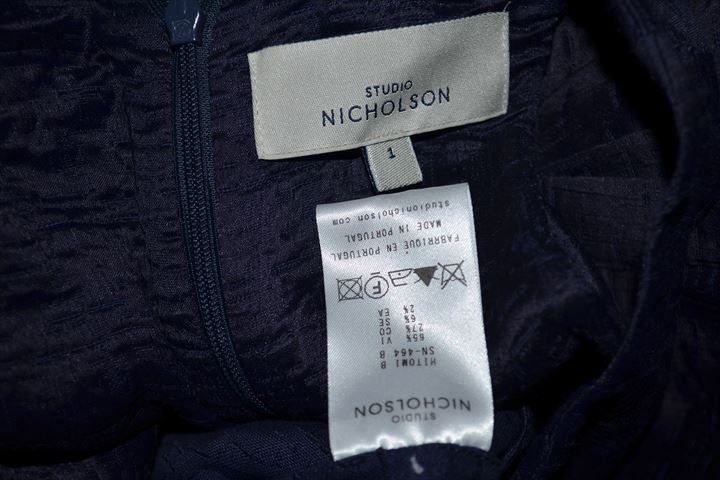 STUDIO
NICHOLSON
1
STUDIO
NICHOLSON
HITOMI B
SN-464 B
65% VI
27% CO
6% SE
2% EA
F
FABRRIQUÉ EN PORTUGAL
MADE IN PORTUGAL
studionicholson.com